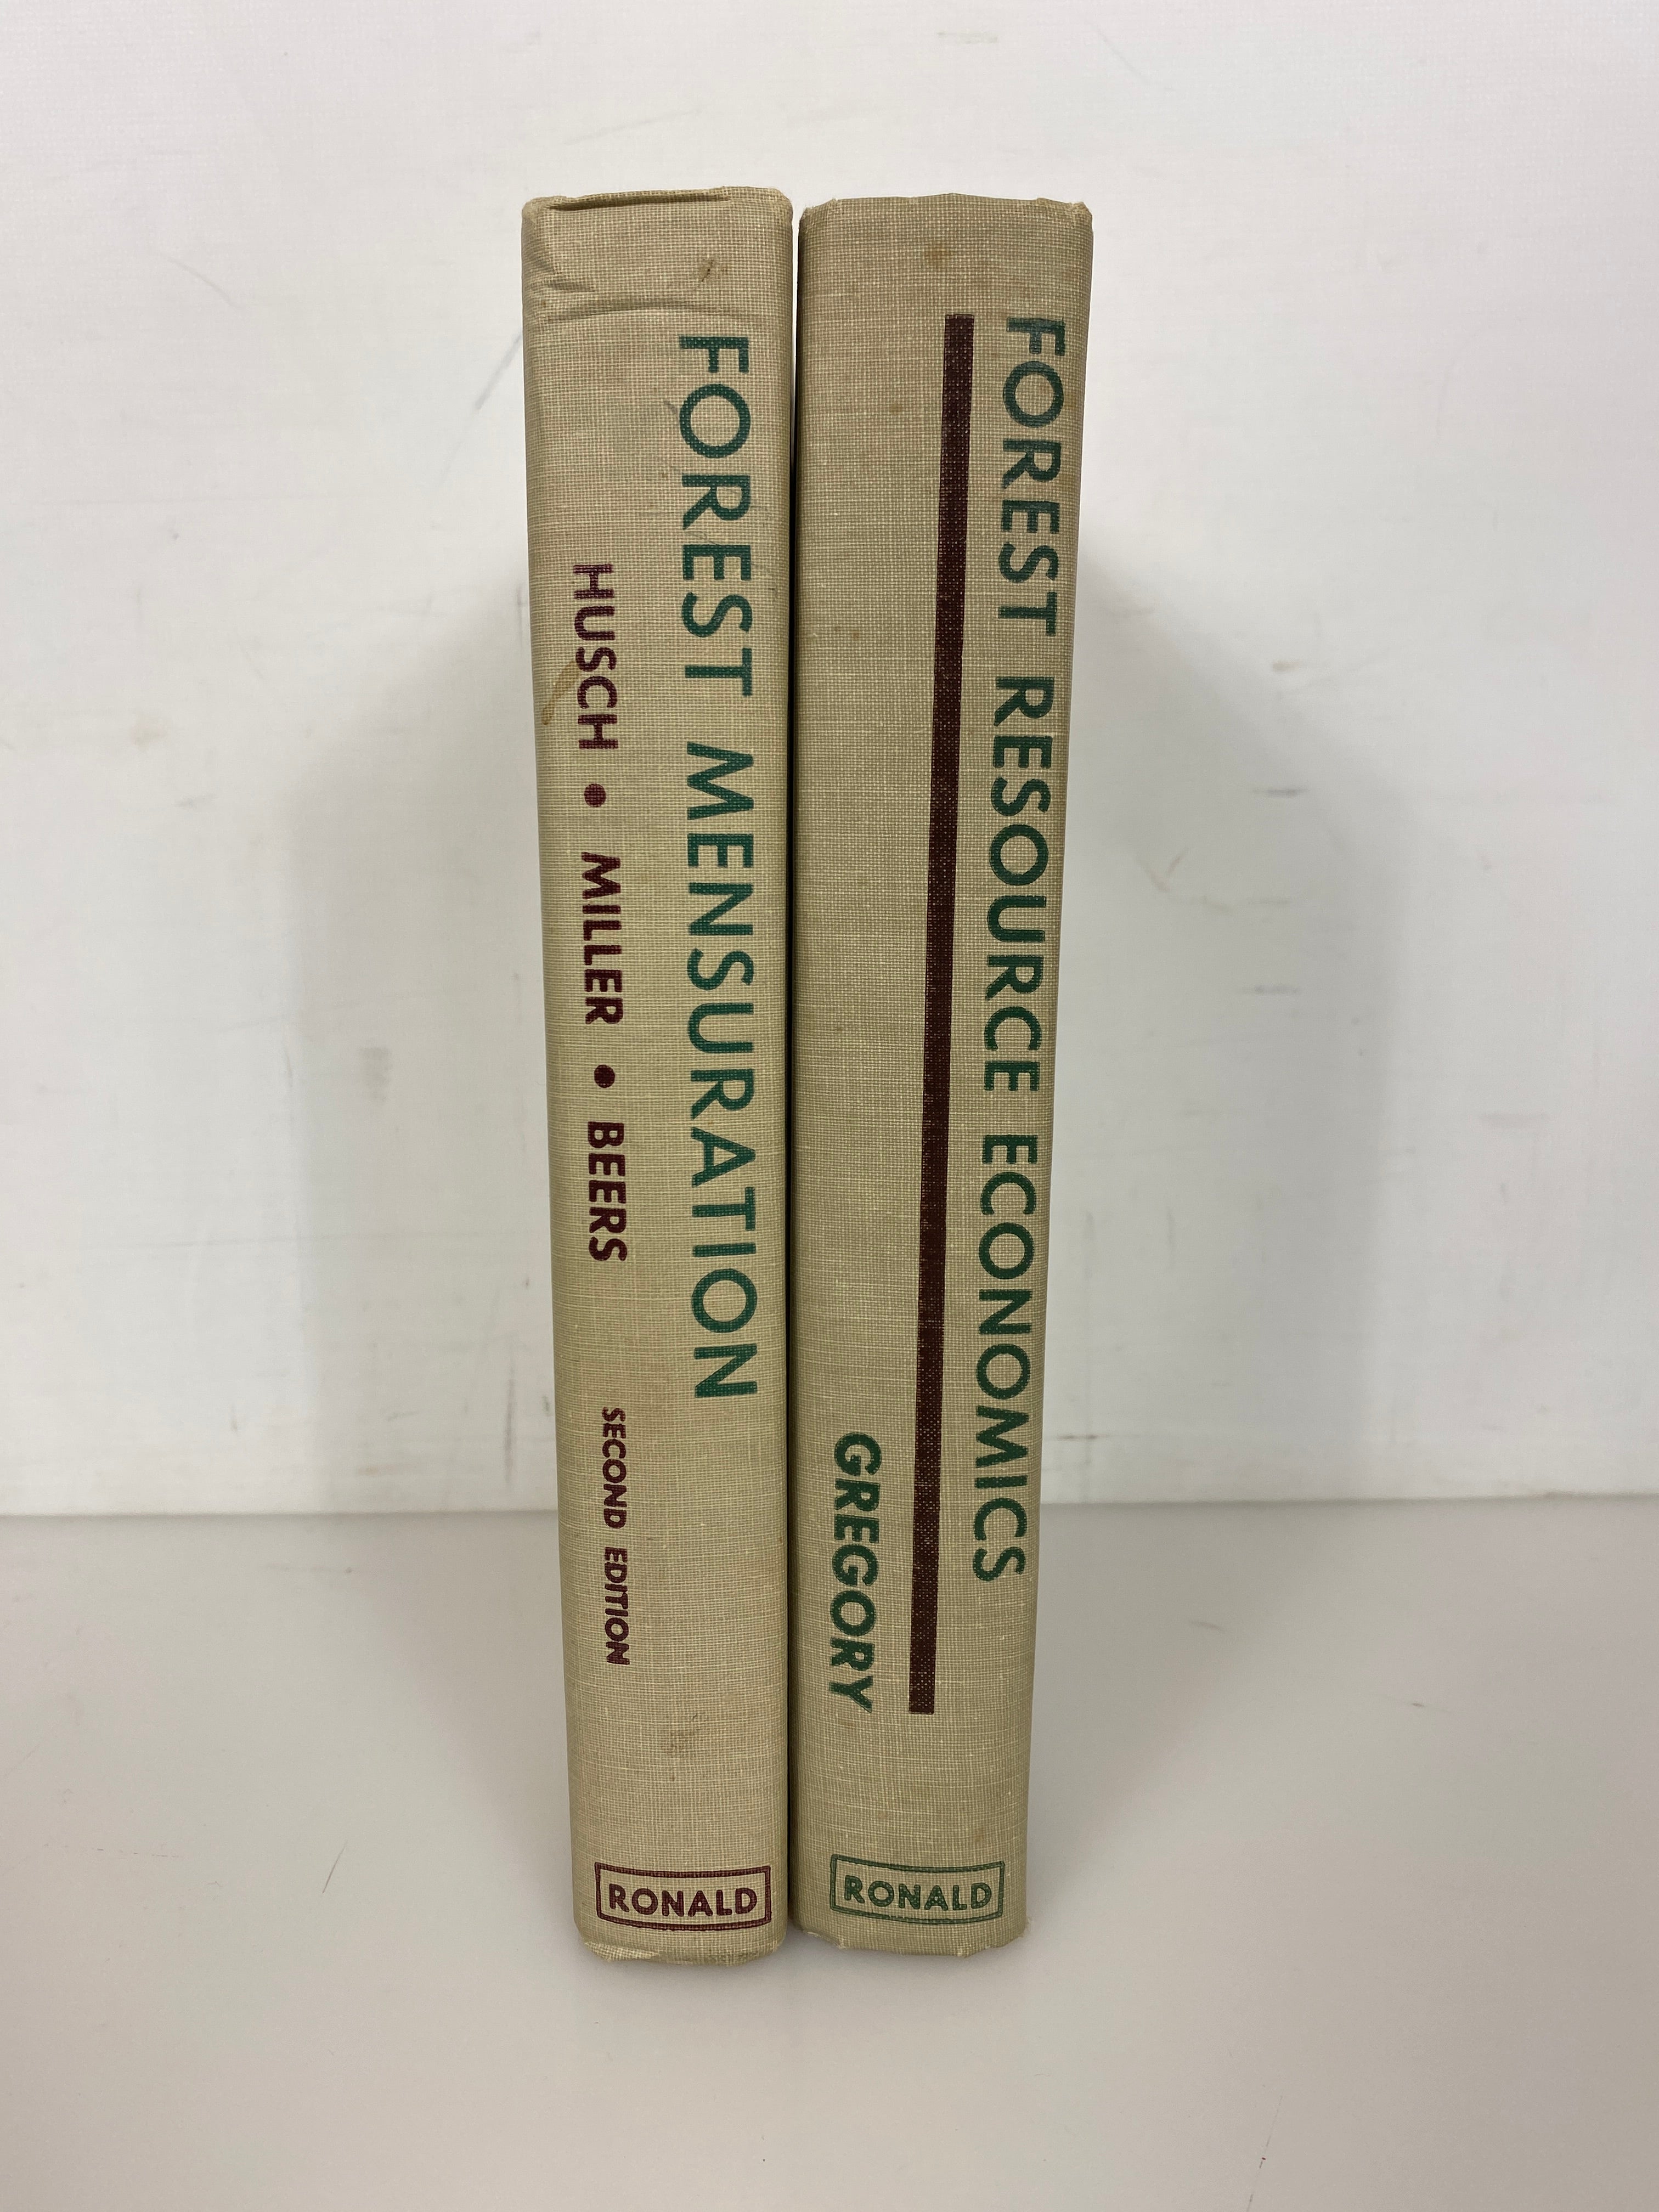 FOREST MENSURATION
HUSCH • MILLER • BEERS SECOND EDITION
RONALD
FOREST RESOURCE ECONOMICS
GREGORY
RONALD